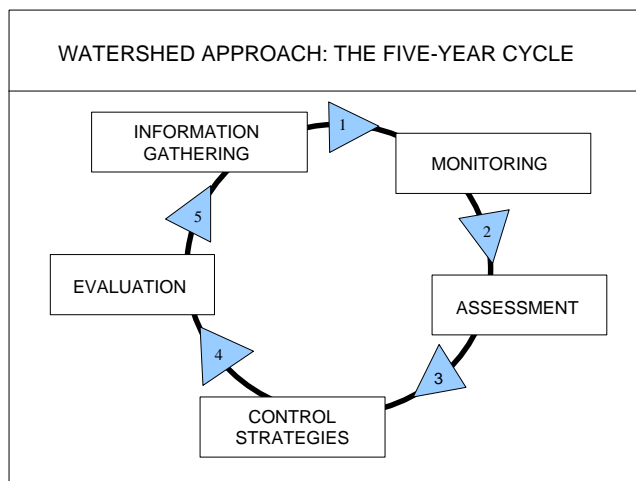 WATERSHED APPROACH: THE FIVE-YEAR CYCLE
INFORMATION
GATHERING
1
MONITORING
2
ASSESSMENT
3
CONTROL
STRATEGIES
4
EVALUATION
5